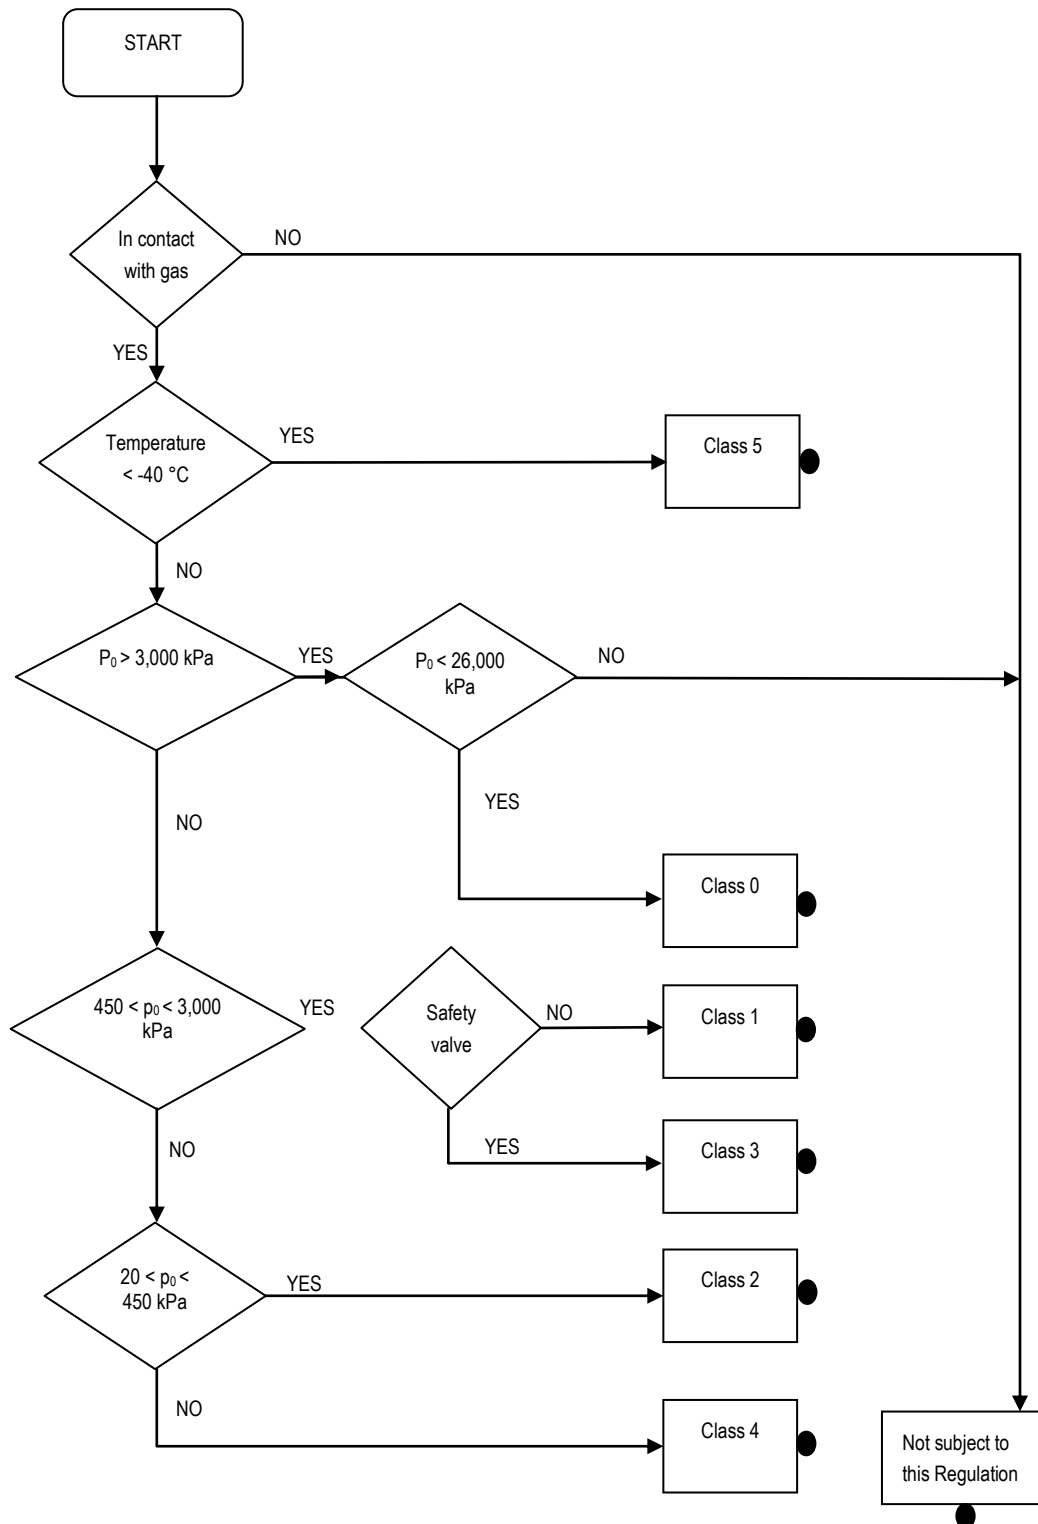 START
In contact
with gas
NO
YES
Temperature
< -40 °C
YES
Class 5
NO
P₀ > 3,000 kPa
YES
P₀ < 26,000
kPa
NO
YES
NO
Class 0
450 < p₀ < 3,000
kPa
YES
Safety
valve
NO
Class 1
NO
YES
Class 3
20 < p₀ <
450 kPa
YES
Class 2
NO
Class 4
Not subject to
this Regulation